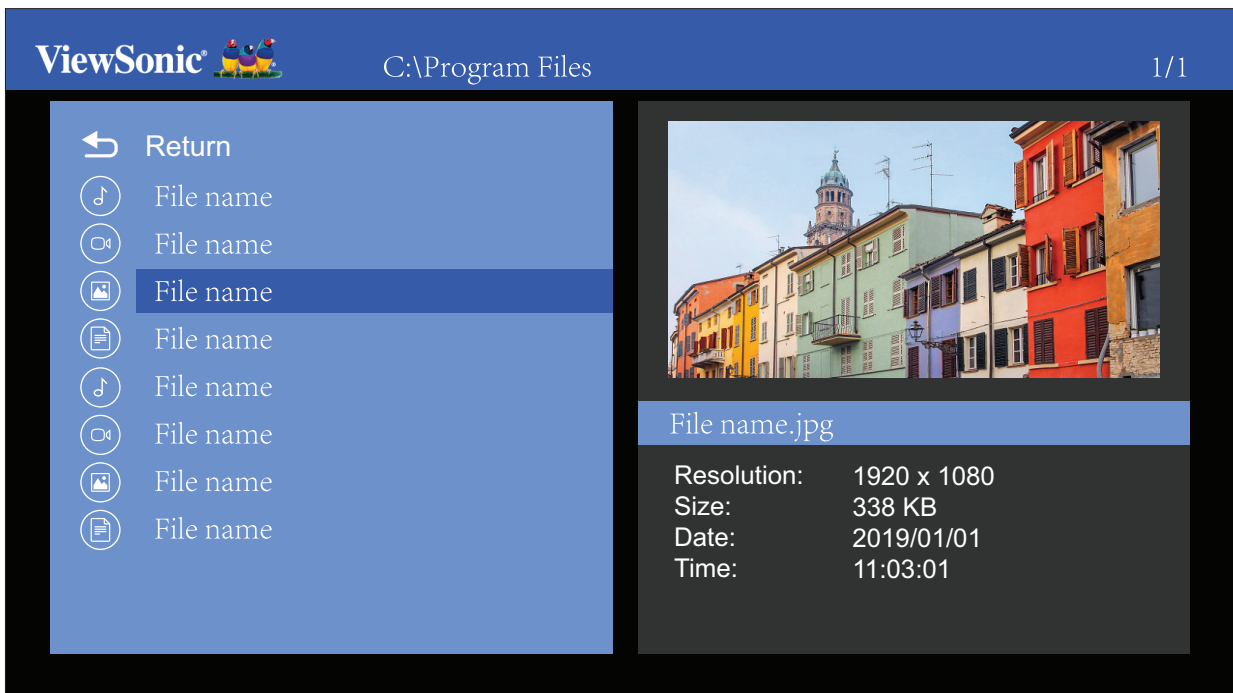 ViewSonic®
C:\Program Files
1/1
Return
File name
File name
File name
File name
File name
File name
File name
File name
File name.jpg
Resolution: 1920 x 1080
Size: 338 KB
Date: 2019/01/01
Time: 11:03:01